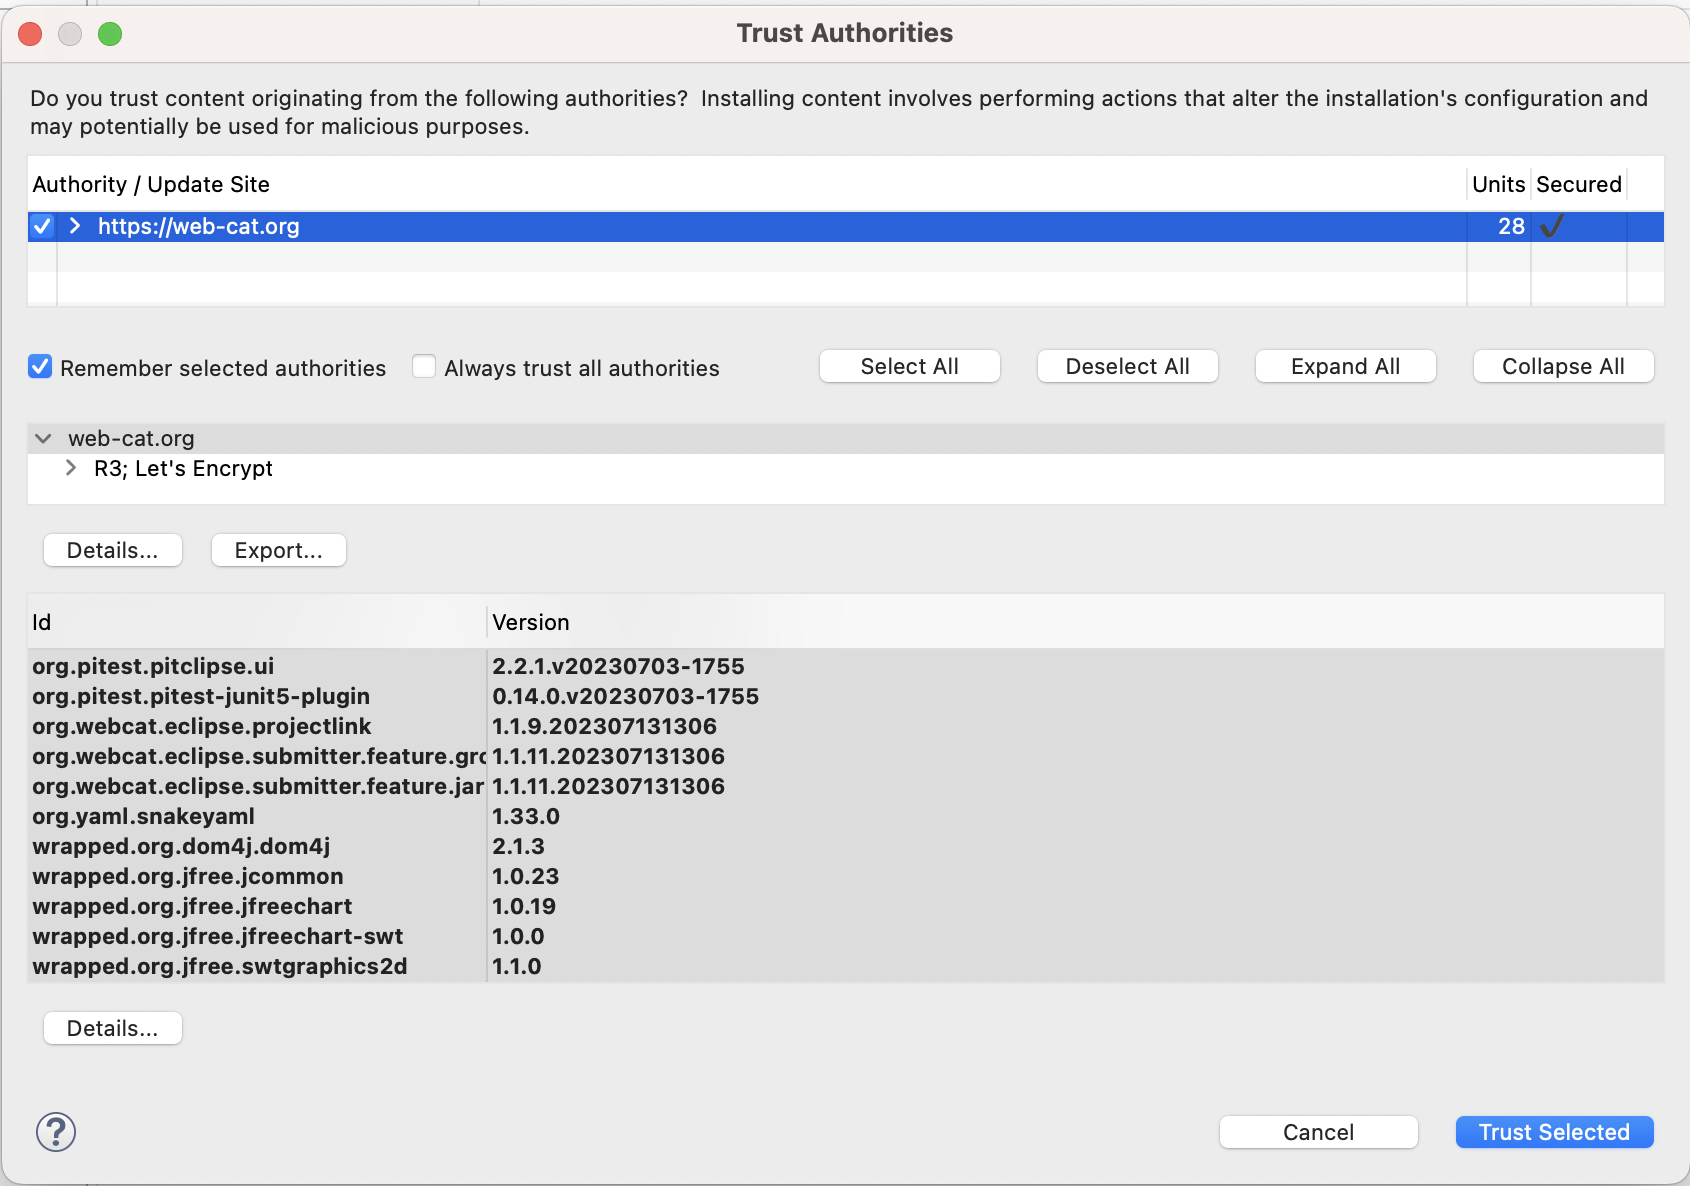 Trust Authorities
Do you trust content originating from the following authorities?  Installing content involves performing actions that alter the installation's configuration and
may potentially be used for malicious purposes.
Authority / Update Site Units Secured
https://web-cat.org 28
Remember selected authorities Always trust all authorities Select All Deselect All Expand All Collapse All
web-cat.org
R3; Let's Encrypt
Details... Export...
Id Version
org.pitest.pitclipse.ui 2.2.1.v20230703-1755
org.pitest.pitest-junit5-plugin 0.14.0.v20230703-1755
org.webcat.eclipse.projectlink 1.1.9.202307131306
org.webcat.eclipse.submitter.feature.gro 1.1.11.202307131306
org.webcat.eclipse.submitter.feature.jar 1.1.11.202307131306
org.yaml.snakeyaml 1.33.0
wrapped.org.dom4j.dom4j 2.1.3
wrapped.org.jfree.jcommon 1.0.23
wrapped.org.jfree.jfreechart 1.0.19
wrapped.org.jfree.jfreechart-swt 1.0.0
wrapped.org.jfree.swtgraphics2d 1.1.0
Details...
? Cancel Trust Selected